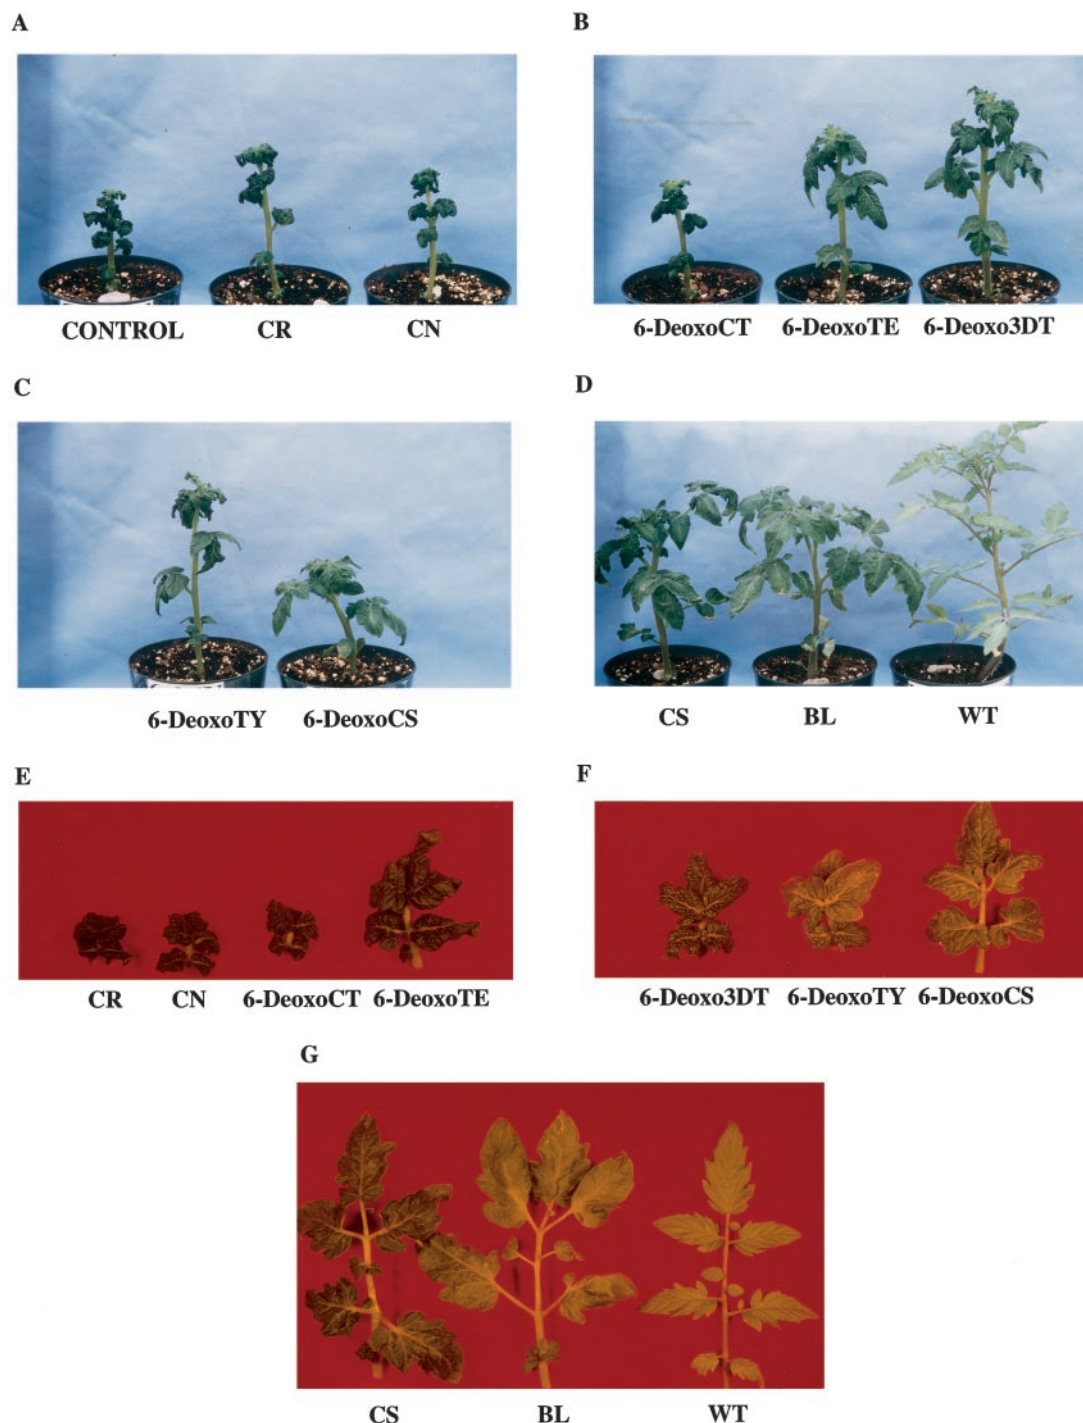 A
B
CONTROL CR CN
6-DeoxoCT 6-DeoxoTE 6-Deoxo3DT
C
D
6-DeoxoTY 6-DeoxoCS
CS BL WT
E
F
CR CN 6-DeoxoCT 6-DeoxoTE
6-Deoxo3DT 6-DeoxoTY 6-DeoxoCS
G
CS BL WT